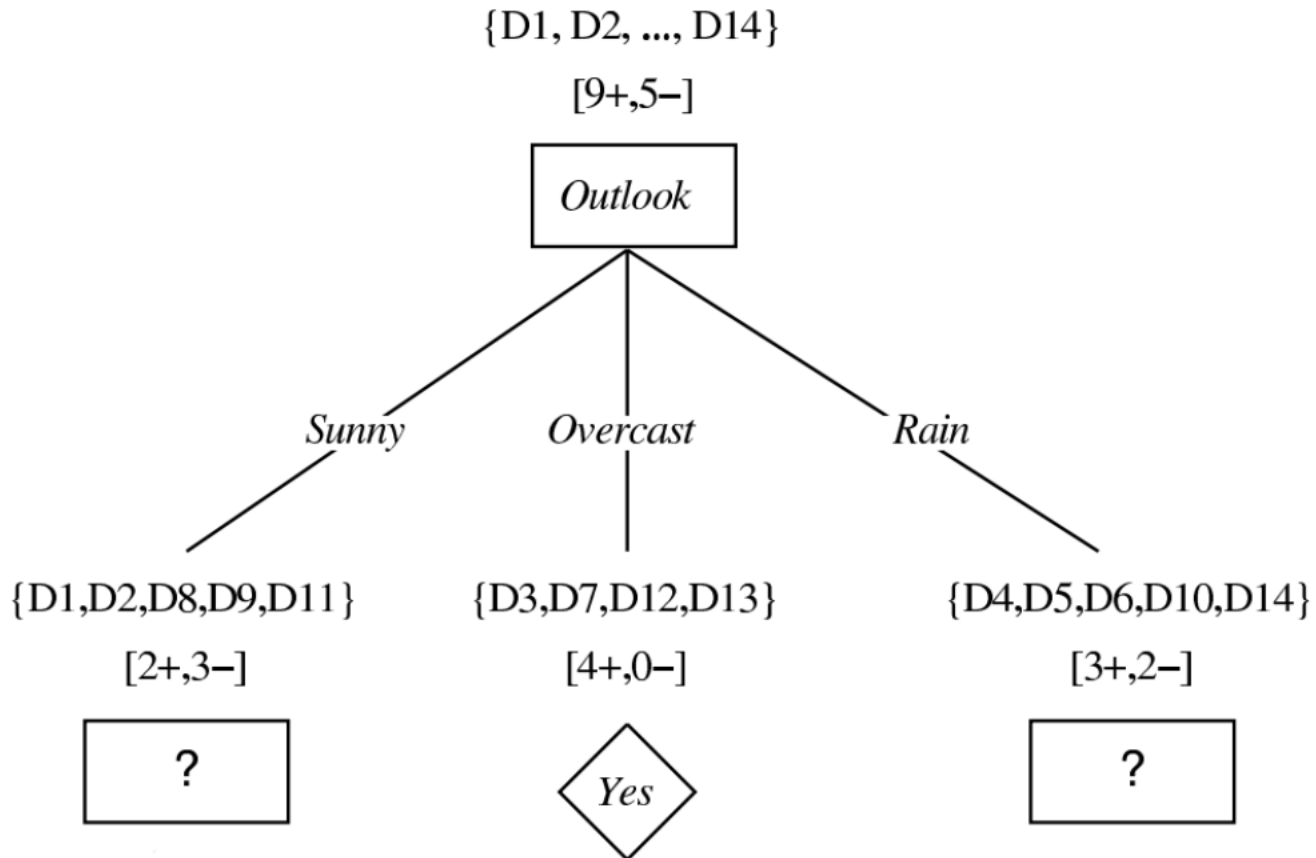 {D1, D2, ..., D14}
[9+,5−]
Outlook
Sunny Overcast Rain
{D1,D2,D8,D9,D11} {D3,D7,D12,D13} {D4,D5,D6,D10,D14}
[2+,3−] [4+,0−] [3+,2−]
? Yes ?